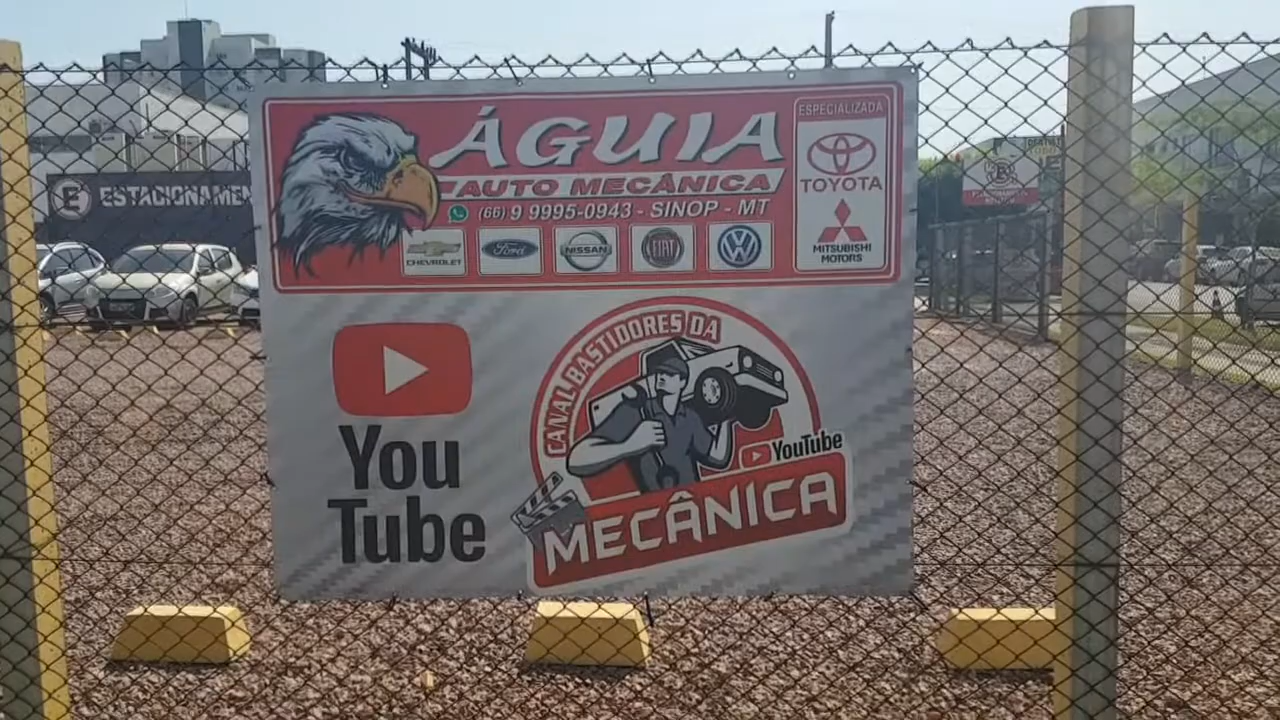 ESTACIONAMEN
ÁGUIA
AUTO MECÂNICA
(66) 9 9995-0943 - SINOP - MT
ESPECIALIZADA
TOYOTA
MITSUBISHI
MOTORS
CHEVROLET
Ford
NISSAN
FIAT
You
Tube
CANAL BASTIDORES DA
YouTube
MECÂNICA